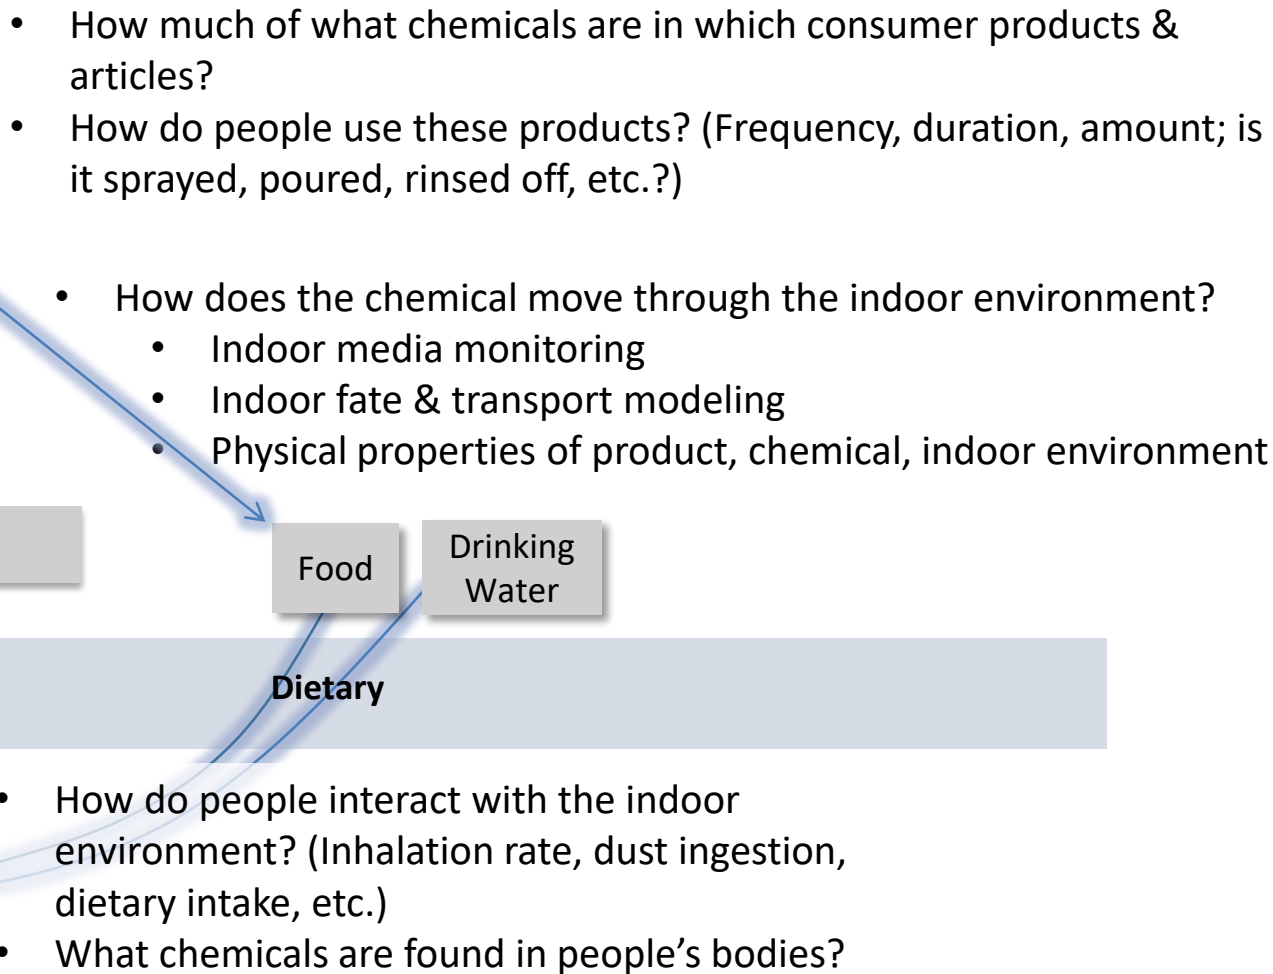 • How much of what chemicals are in which consumer products &
articles?
• How do people use these products? (Frequency, duration, amount; is
it sprayed, poured, rinsed off, etc.?)
• How does the chemical move through the indoor environment?
• Indoor media monitoring
• Indoor fate & transport modeling
• Physical properties of product, chemical, indoor environment
Food
Drinking
Water
Dietary
• How do people interact with the indoor
environment? (Inhalation rate, dust ingestion,
dietary intake, etc.)
• What chemicals are found in people’s bodies?